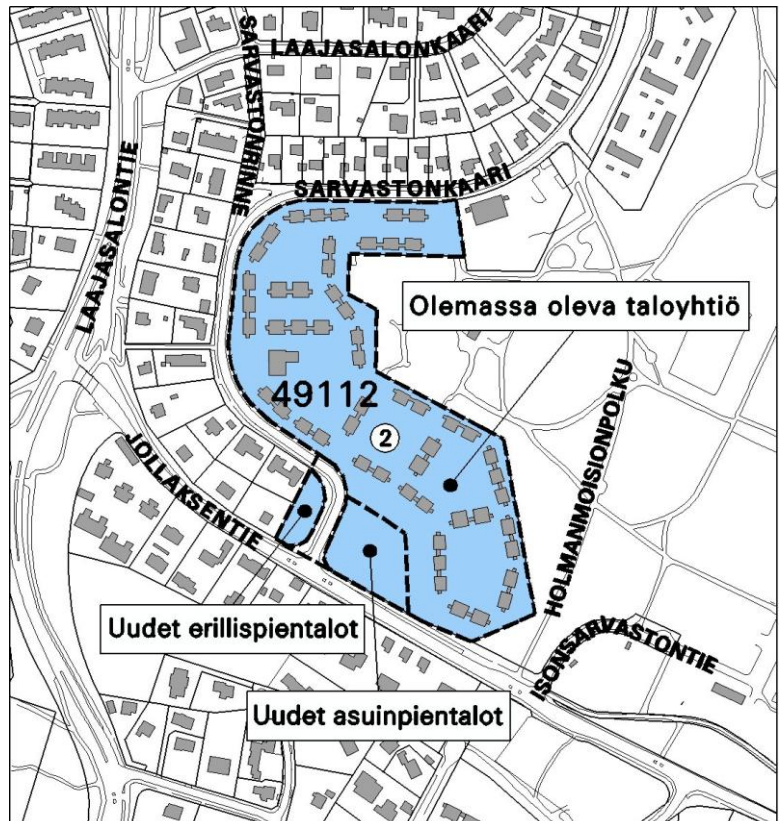 LAAJASALONKAARI
SARVASTONRINNE
SARVASTONKAARI
LAAJASALONTIE
Olemassa oleva taloyhtiö
49112
2
JOLLAKSENTIE
HOLMANMOISIONPOLKU
Uudet erillispientalot
ISONSARVASTONTIE
Uudet asuinpientalot